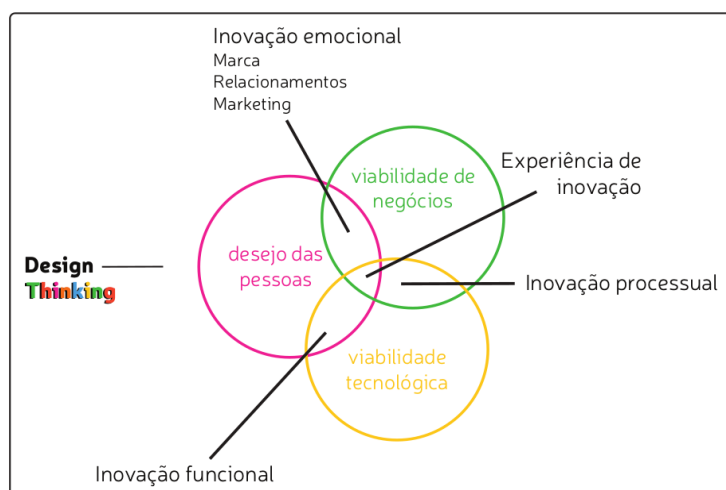 Inovação emocional
Marca
Relacionamentos
Marketing
viabilidade de
negócios
Experiência de
inovação
desejo das
pessoas
Design
Thinking
Inovação processual
viabilidade
tecnológica
Inovação funcional